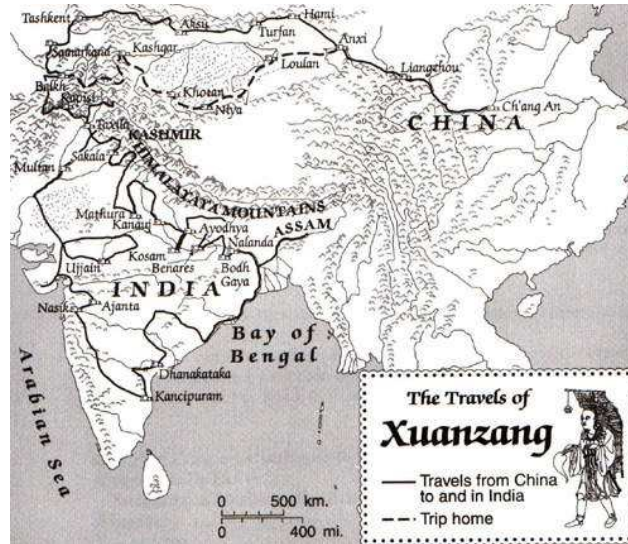 Tashkent
Aksu
Turfan
Hami
Anxi
Samarkand
Kashgar
Loulan
Liangzhou
Balkh
Kapisi
Khotan
Niya
Ch'ang An
Taxila
KASHMIR
CHINA
Sakala
Multan
HIMALAYAYA MOUNTAINS
Mathura
Kanauj
Ayodhya
ASSAM
Nalanda
Ujjain
Kosam
Benares
Bodh
Gaya
INDIA
Nasik
Ajanta
Bay of
Bengal
Arabian Sea
Dhanakataka
Kancipuram
The Travels of
Xuanzang
Travels from China
to and in India
Trip home
0 500 km.
0 400 mi.